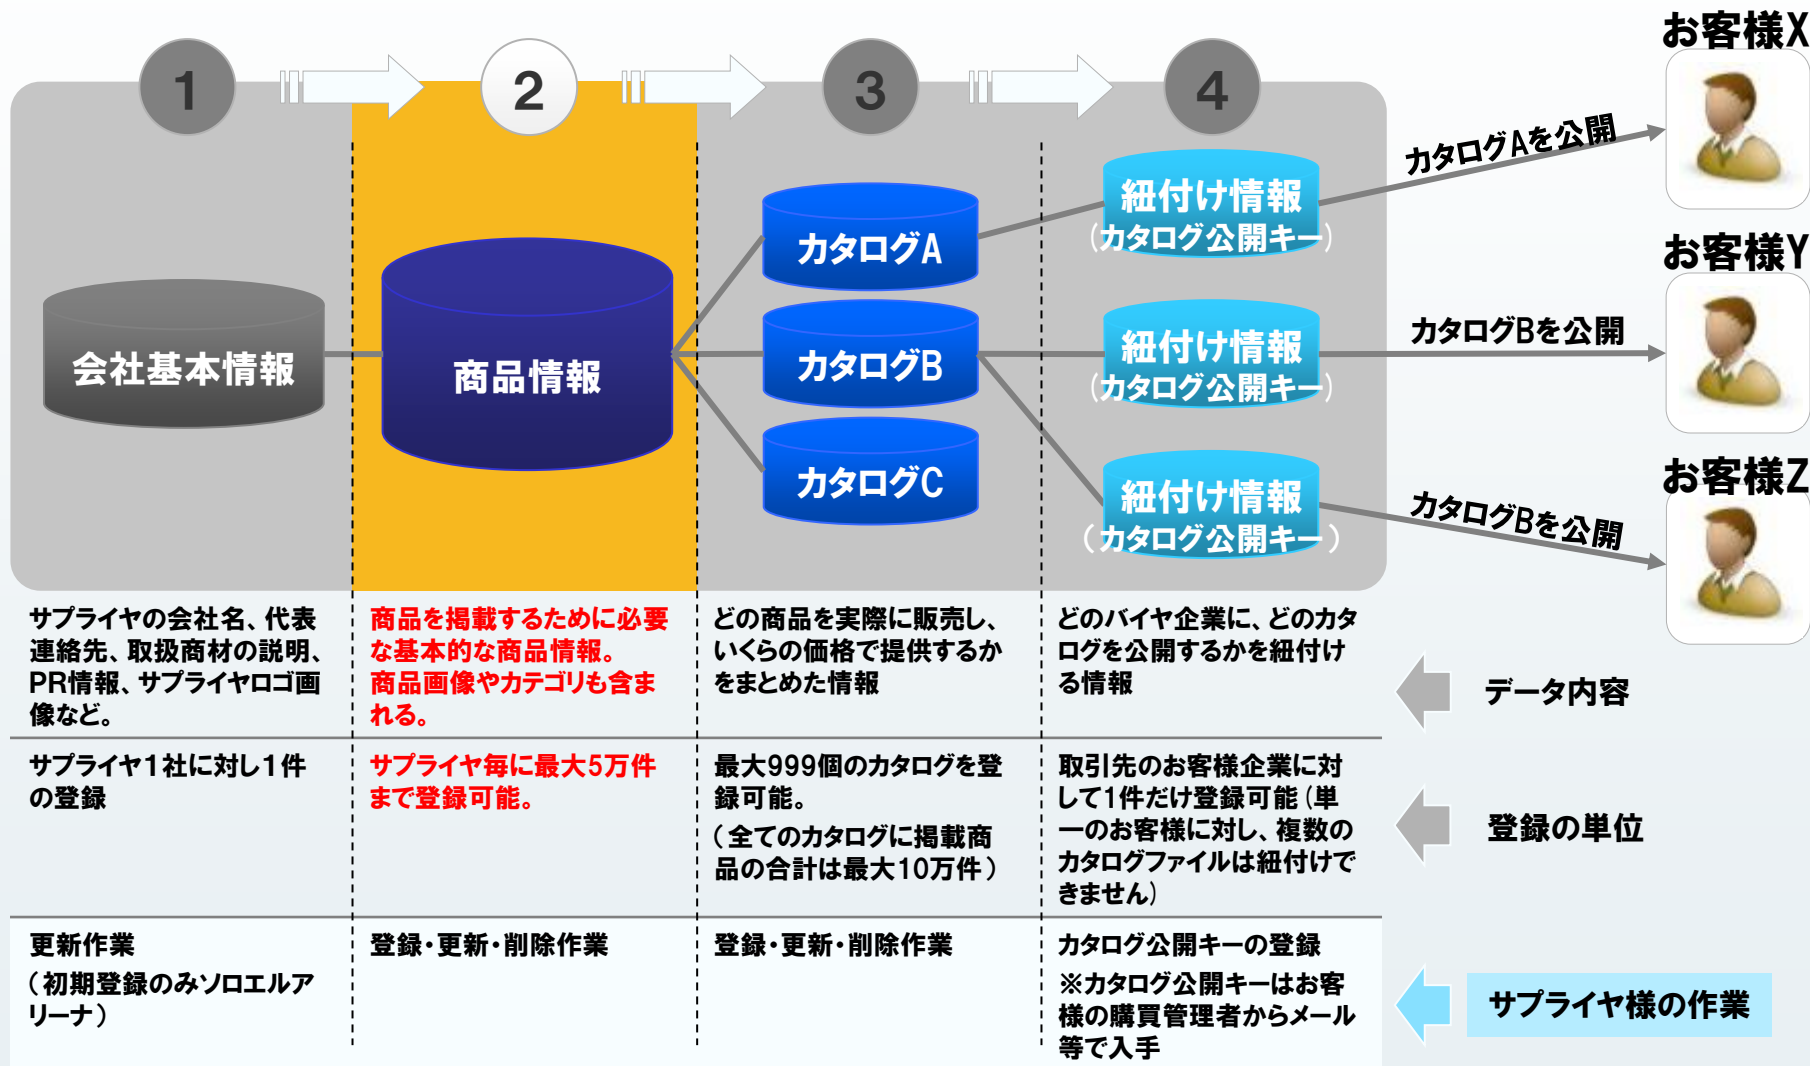 1
2
3
4
お客様X
お客様Y
お客様Z
カタログAを公開
カタログBを公開
カタログBを公開
会社基本情報
商品情報
カタログA
カタログB
カタログC
紐付け情報
(カタログ公開キー)
紐付け情報
(カタログ公開キー)
紐付け情報
(カタログ公開キー)
サプライヤの会社名、代表
連絡先、取扱商材の説明、
PR情報、サプライヤロゴ画
像など。
商品を掲載するために必要
な基本的な商品情報。
商品画像やカテゴリも含ま
れる。
どの商品を実際に販売し、
いくらの価格で提供するか
をまとめた情報
どのバイヤ企業に、どのカタ
ログを公開するかを紐付け
る情報
データ内容
サプライヤ1社に対し1件
の登録
サプライヤ毎に最大5万件
まで登録可能。
最大999個のカタログを登
録可能。
(全てのカタログに掲載商
品の合計は最大10万件)
取引先のお客様企業に対
して1件だけ登録可能(単
一のお客様に対し、複数の
カタログファイルは紐付けで
きません)
登録の単位
更新作業
(初期登録のみソロエルア
リーナ)
登録・更新・削除作業
登録・更新・削除作業
カタログ公開キーの登録
※カタログ公開キーはお客
様の購買管理者からメール
等で入手
サプライヤ様の作業